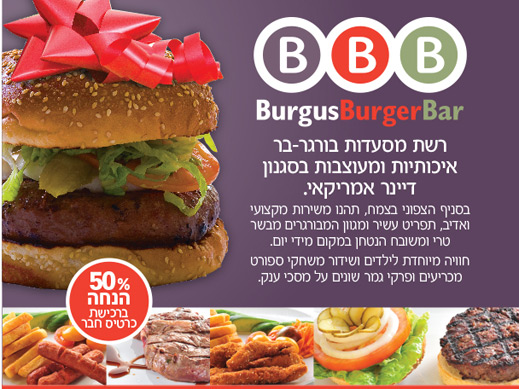 B B B
BurgusBurgerBar
רשת מסעדות בורגר-בר
איכותיות ומעוצבות בסגנון
דיינר אמריקאי.
בסניף הצפוני בצמח, תהנו משירות מקצועי
ואדיב, תפריט עשיר ומגוון המבורגרים מבשר
טרי ומשובח הנטחן במקום מידי יום.
חוויה מיוחדת לילדים ושידור משחקי ספורט
מכריעים ופרקי גמר שונים על מסכי ענק.
50%
הנחה
ברכישת
כרטיס חבר